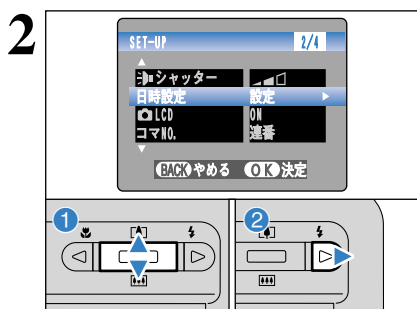 2
SET-UP 2/4
シャッター
日時設定 設定
LCD ON
コマNO. 連番
BACK やめる OK 決定
1 2